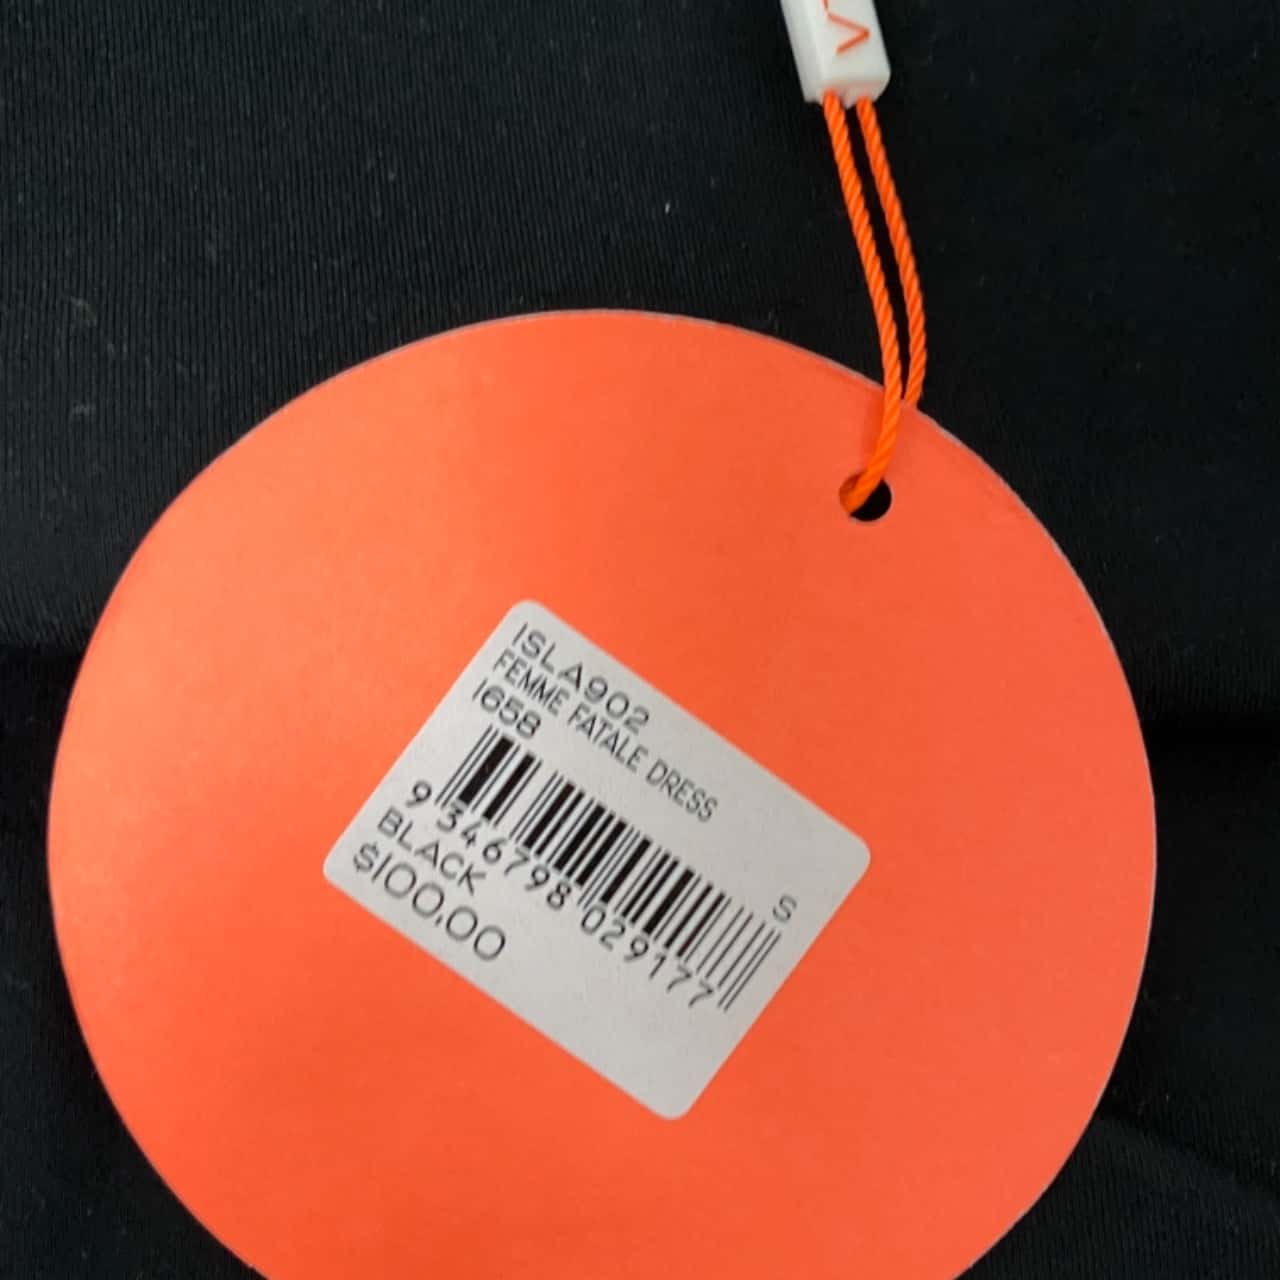 ISLA902
FEMME FATALE DRESS
1658
S
9 346798 029177
BLACK
$100.00